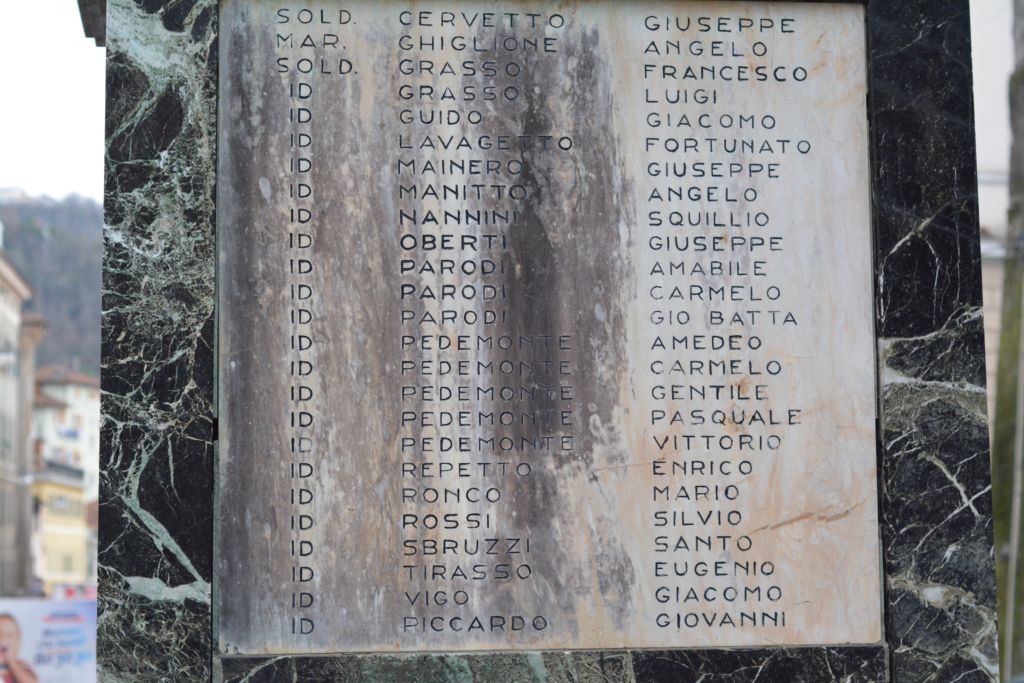 SOLD. CERVETTO GIUSEPPE
MAR. GHIGLIONE ANGELO
SOLD. GRASSO FRANCESCO
ID GRASSO LUIGI
ID GUIDO GIACOMO
ID LAVAGETTO FORTUNATO
ID MAINERO GIUSEPPE
ID MANITTO ANGELO
ID NANNINI SQUILLIO
ID OBERTI GIUSEPPE
ID PARODI AMABILE
ID PARODI CARMELO
ID PARODI GIO BATTA
ID PEDEMONTE AMEDEO
ID PEDEMONTE CARMELO
ID PEDEMONTE GENTILE
ID PEDEMONTE PASQUALE
ID PEDEMONTE VITTORIO
ID REPETTO ENRICO
ID RONCO MARIO
ID ROSSI SILVIO
ID SBRUZZI SANTO
ID TIRASSO EUGENIO
ID VIGO GIACOMO
ID PICCARDO GIOVANNI